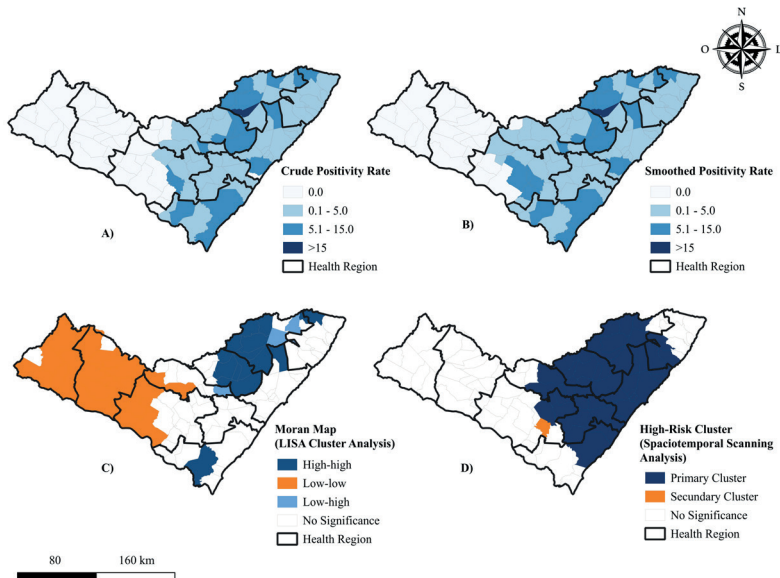 N
O
L
S
Crude Positivity Rate
0.0
0.1 - 5.0
5.1 - 15.0
>15
Health Region
A)
Smoothed Positivity Rate
0.0
0.1 - 5.0
5.1 - 15.0
>15
Health Region
B)
Moran Map
(LISA Cluster Analysis)
High-high
Low-low
Low-high
No Significance
Health Region
C)
High-Risk Cluster
(Spaciotemporal Scanning
Analysis)
Primary Cluster
Secundary Cluster
No Significance
Health Region
D)
80
160 km